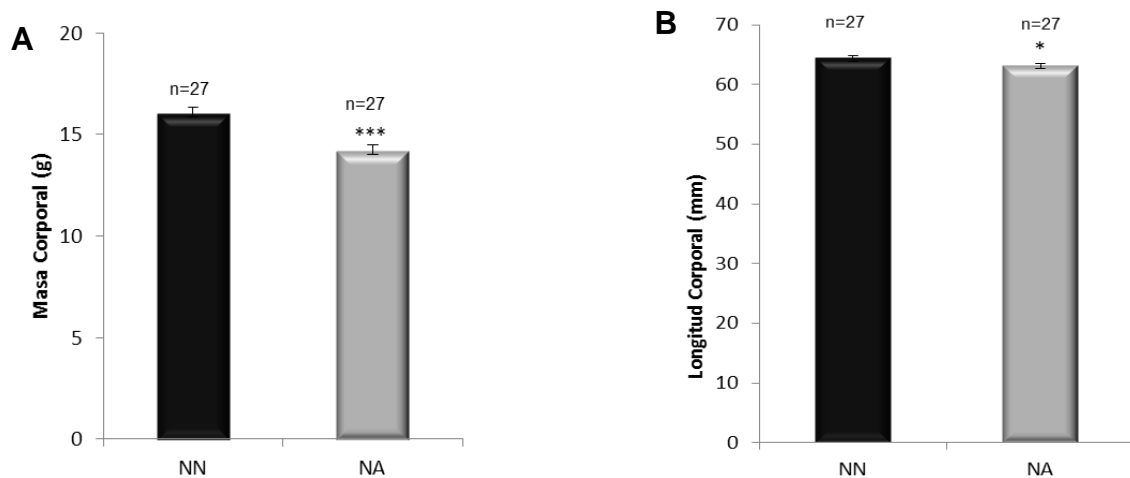 A
Masa Corporal (g)
20
15
10
5
0
n=27
n=27
***
NN
NA
B
Longitud Corporal (mm)
70
60
50
40
30
20
10
0
n=27
n=27
*
NN
NA